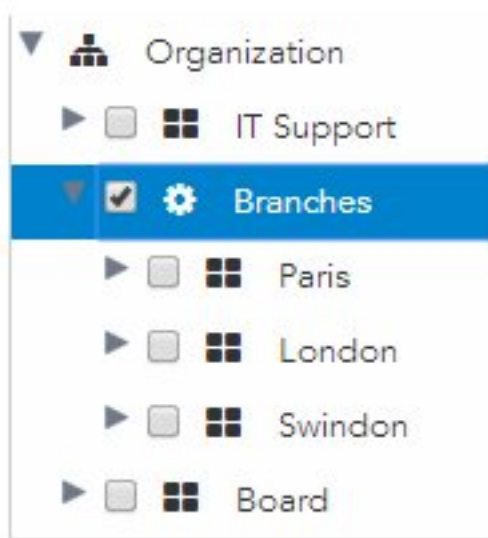 Organization
IT Support
Branches
Paris
London
Swindon
Board